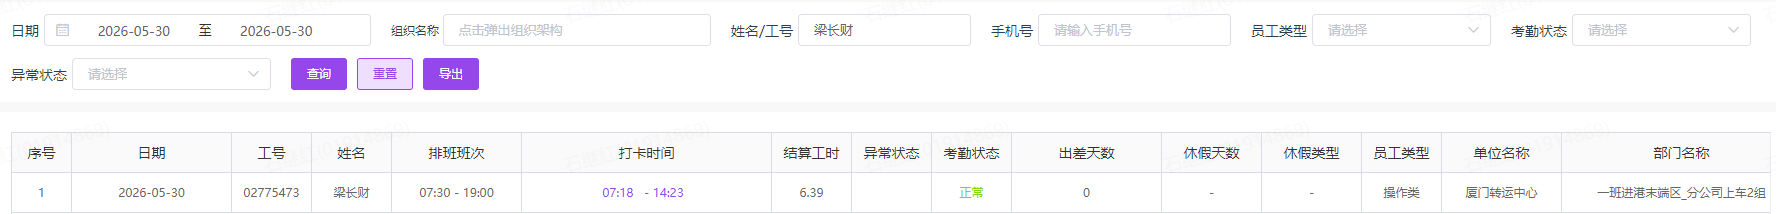 日期 2026-05-30 至 2026-05-30 组织名称 点击弹出组织架构 姓名/工号 梁长财 手机号 请输入手机号 员工类型 请选择 考勤状态 请选择
异常状态 请选择 查询 重置 导出
序号 日期 工号 姓名 排班班次 打卡时间 结算工时 异常状态 考勤状态 出差天数 休假天数 休假类型 员工类型 单位名称 部门名称
1 2026-05-30 02775473 梁长财 07:30 - 19:00 07:18 - 14:23 6.39 正常 0 - - 操作类 厦门转运中心 一班进港末端区_分公司上车2组